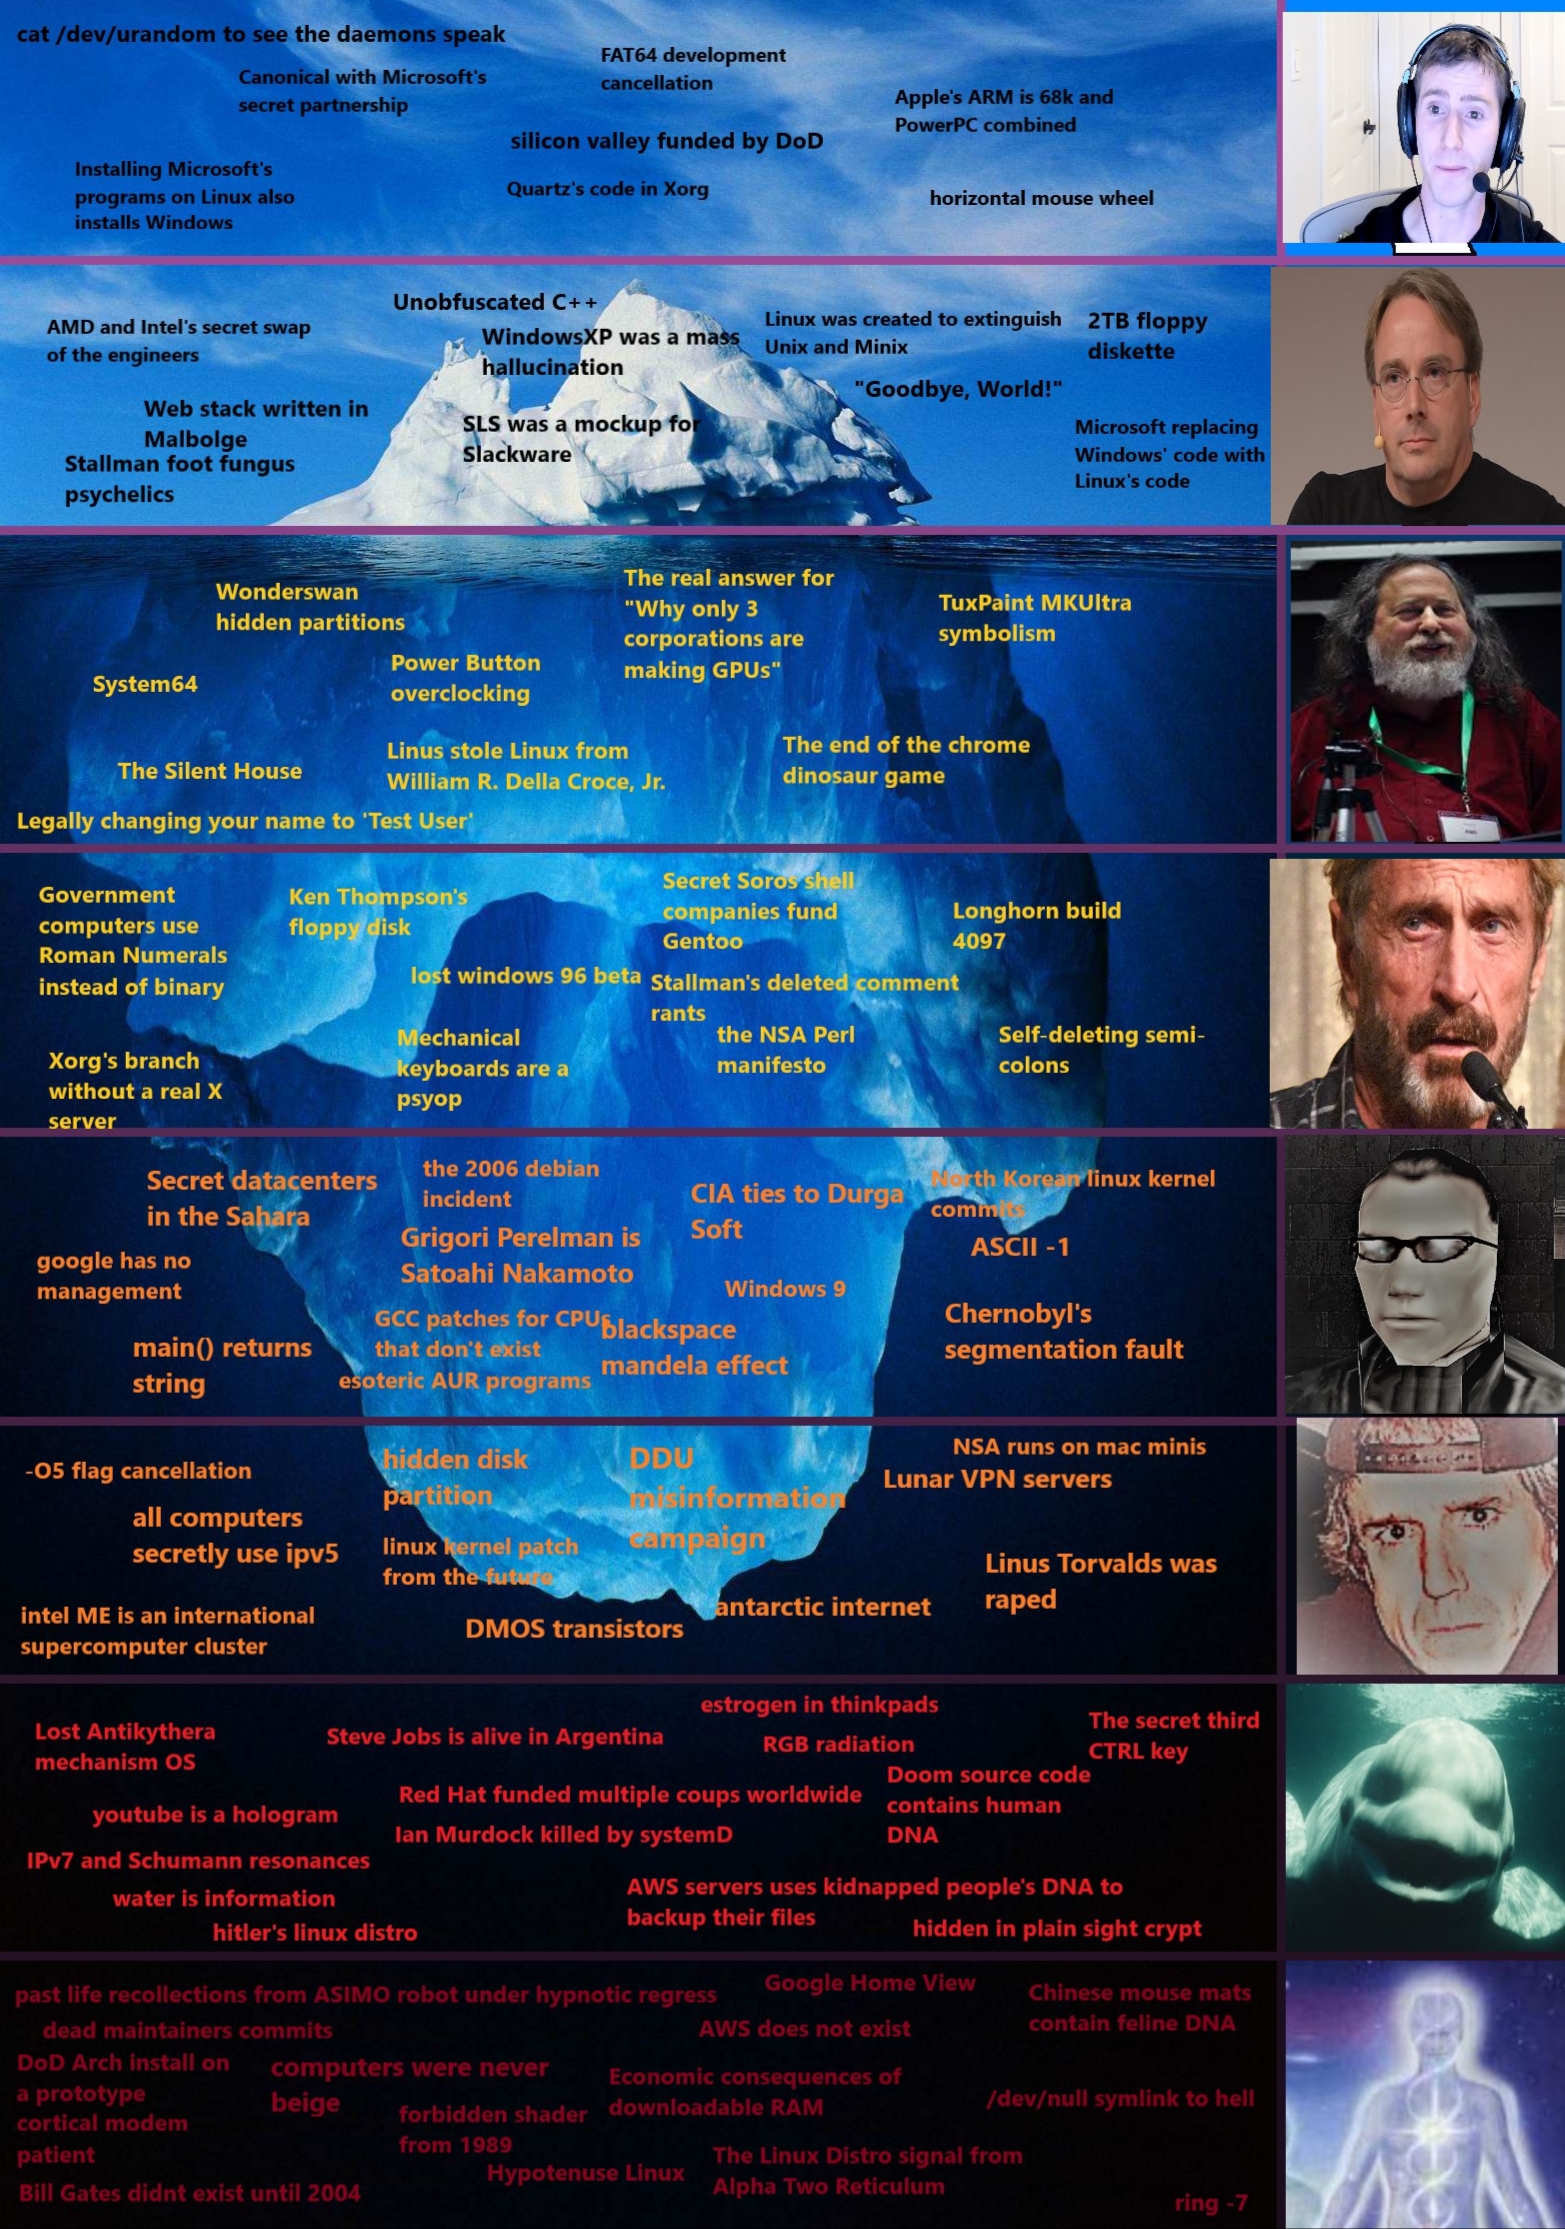 cat /dev/urandom to see the daemons speak
Canonical with Microsoft's
secret partnership
FAT64 development
cancellation
Apple's ARM is 68k and
PowerPC combined
silicon valley funded by DoD
Installing Microsoft's
programs on Linux also
installs Windows
Quartz's code in Xorg
horizontal mouse wheel
Unobfuscated C++
AMD and Intel's secret swap
of the engineers
WindowsXP was a mass
hallucination
Linux was created to extinguish
Unix and Minix
2TB floppy
diskette
"Goodbye, World!"
Web stack written in
Malbolge
SLS was a mockup for
Slackware
Microsoft replacing
Windows' code with
Linux's code
Stallman foot fungus
psychelics
Wonderswan
hidden partitions
The real answer for
"Why only 3
corporations are
making GPUs"
TuxPaint MKUltra
symbolism
System64
Power Button
overclocking
The Silent House
Linus stole Linux from
William R. Della Croce, Jr.
The end of the chrome
dinosaur game
Legally changing your name to 'Test User'
Government
computers use
Roman Numerals
instead of binary
Ken Thompson's
floppy disk
Secret Soros shell
companies fund
Gentoo
Longhorn build
4097
lost windows 96 beta
Stallman's deleted comment
rants
Xorg's branch
without a real X
server
Mechanical
keyboards are a
psyop
the NSA Perl
manifesto
Self-deleting semi-
colons
Secret datacenters
in the Sahara
the 2006 debian
incident
CIA ties to Durga
Soft
North Korean linux kernel
commits
google has no
management
Grigori Perelman is
Satoahi Nakamoto
ASCII -1
Windows 9
main() returns
string
GCC patches for CPUs
that don't exist
blackspace
mandela effect
Chernobyl's
segmentation fault
esoteric AUR programs
-O5 flag cancellation
hidden disk
partition
DDU
misinformation
campaign
NSA runs on mac minis
Lunar VPN servers
all computers
secretly use ipv5
linux kernel patch
from the future
Linus Torvalds was
raped
intel ME is an international
supercomputer cluster
DMOS transistors
antarctic internet
Lost Antikythera
mechanism OS
Steve Jobs is alive in Argentina
estrogen in thinkpads
RGB radiation
The secret third
CTRL key
youtube is a hologram
Red Hat funded multiple coups worldwide
Doom source code
contains human
DNA
Ian Murdock killed by systemD
IPv7 and Schumann resonances
water is information
AWS servers uses kidnapped people's DNA to
backup their files
hitler's linux distro
hidden in plain sight crypt
past life recollections from ASIMO robot under hypnotic regress
Google Home View
Chinese mouse mats
contain feline DNA
dead maintainers commits
AWS does not exist
DoD Arch install on
a prototype
cortical modem
patient
computers were never
beige
Economic consequences of
downloadable RAM
/dev/null symlink to hell
forbidden shader
from 1989
Hypotenuse Linux
The Linux Distro signal from
Alpha Two Reticulum
Bill Gates didnt exist until 2004
ring -7